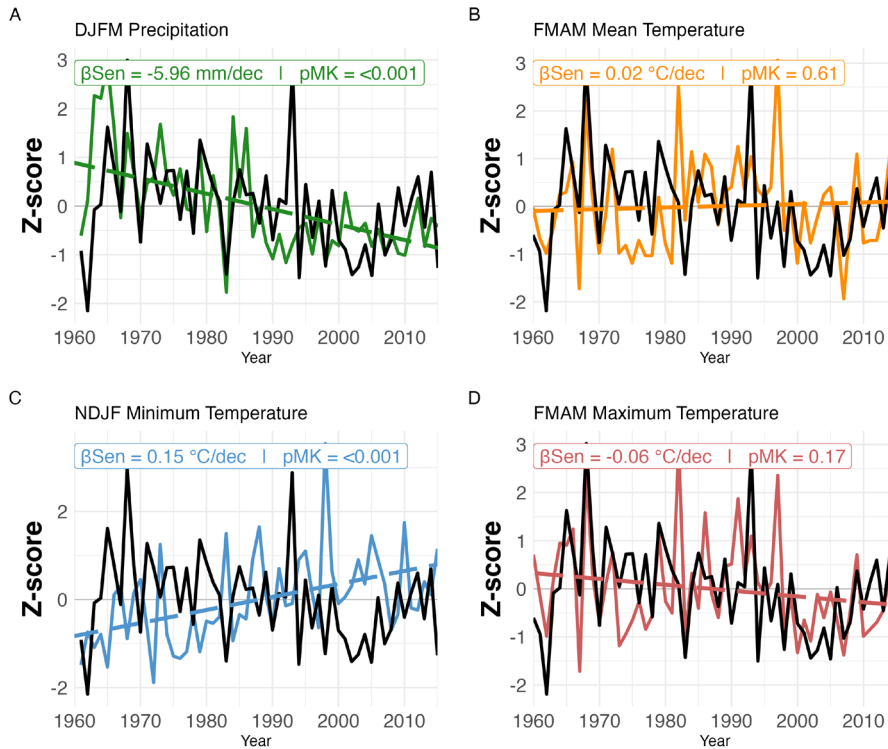 A
DJFM Precipitation
βSen = -5.96 mm/dec | pMK = <0.001
Z-score
3
2
1
0
-1
-2
1960 1970 1980 1990 2000 2010
Year
B
FMAM Mean Temperature
βSen = 0.02 °C/dec | pMK = 0.61
Z-score
3
2
1
0
-1
-2
1960 1970 1980 1990 2000 2010
Year
C
NDJF Minimum Temperature
βSen = 0.15 °C/dec | pMK = <0.001
Z-score
2
0
-2
1960 1970 1980 1990 2000 2010
Year
D
FMAM Maximum Temperature
βSen = -0.06 °C/dec | pMK = 0.17
Z-score
3
2
1
0
-1
-2
1960 1970 1980 1990 2000 2010
Year